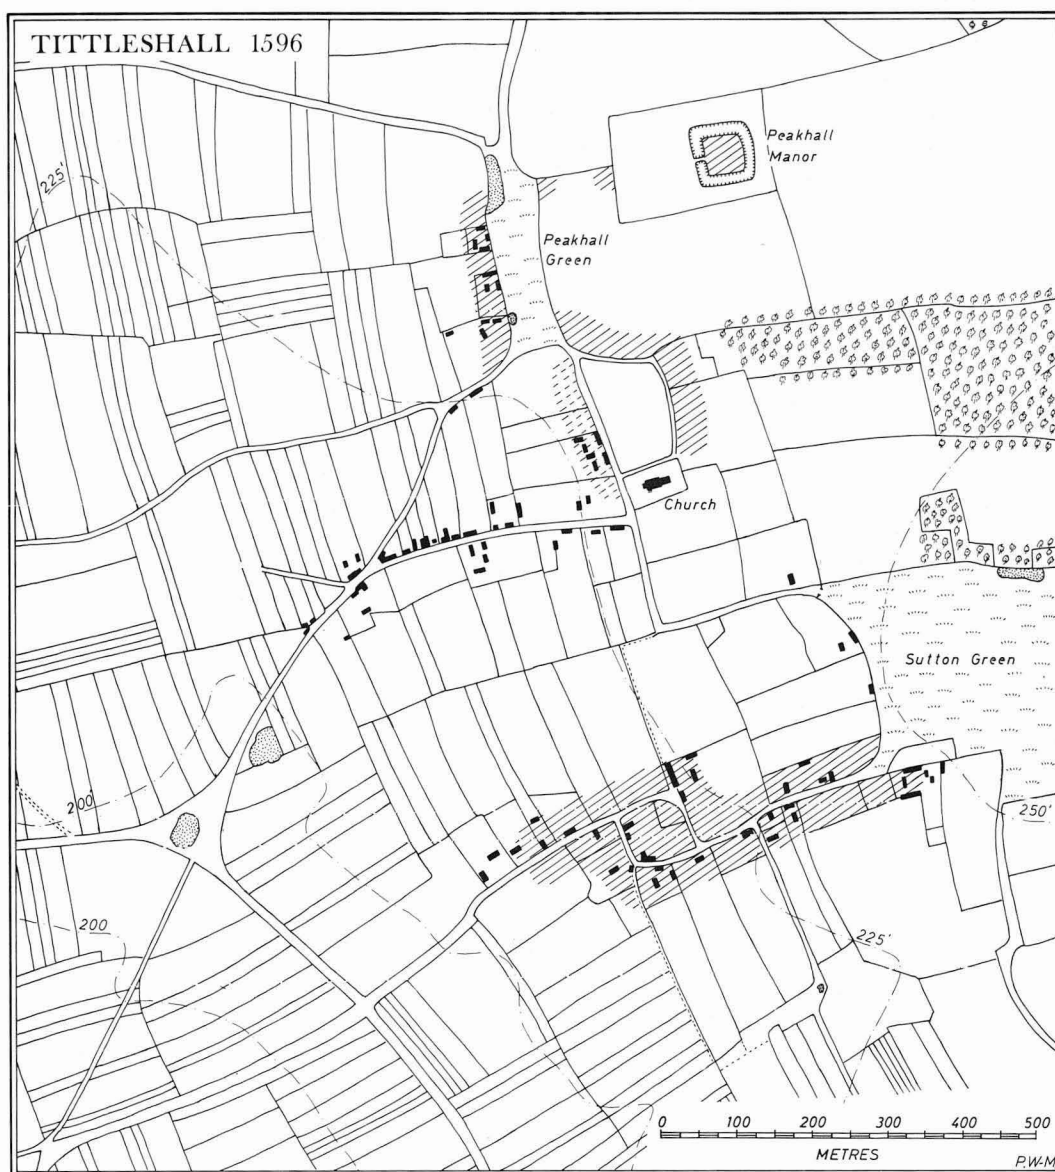 TITTLESHALL 1596
Peakhall
Manor
225'
Peakhall
Green
Church
Sutton Green
200'
250'
200
225'
0 100 200 300 400 500
METRES
P.W-M